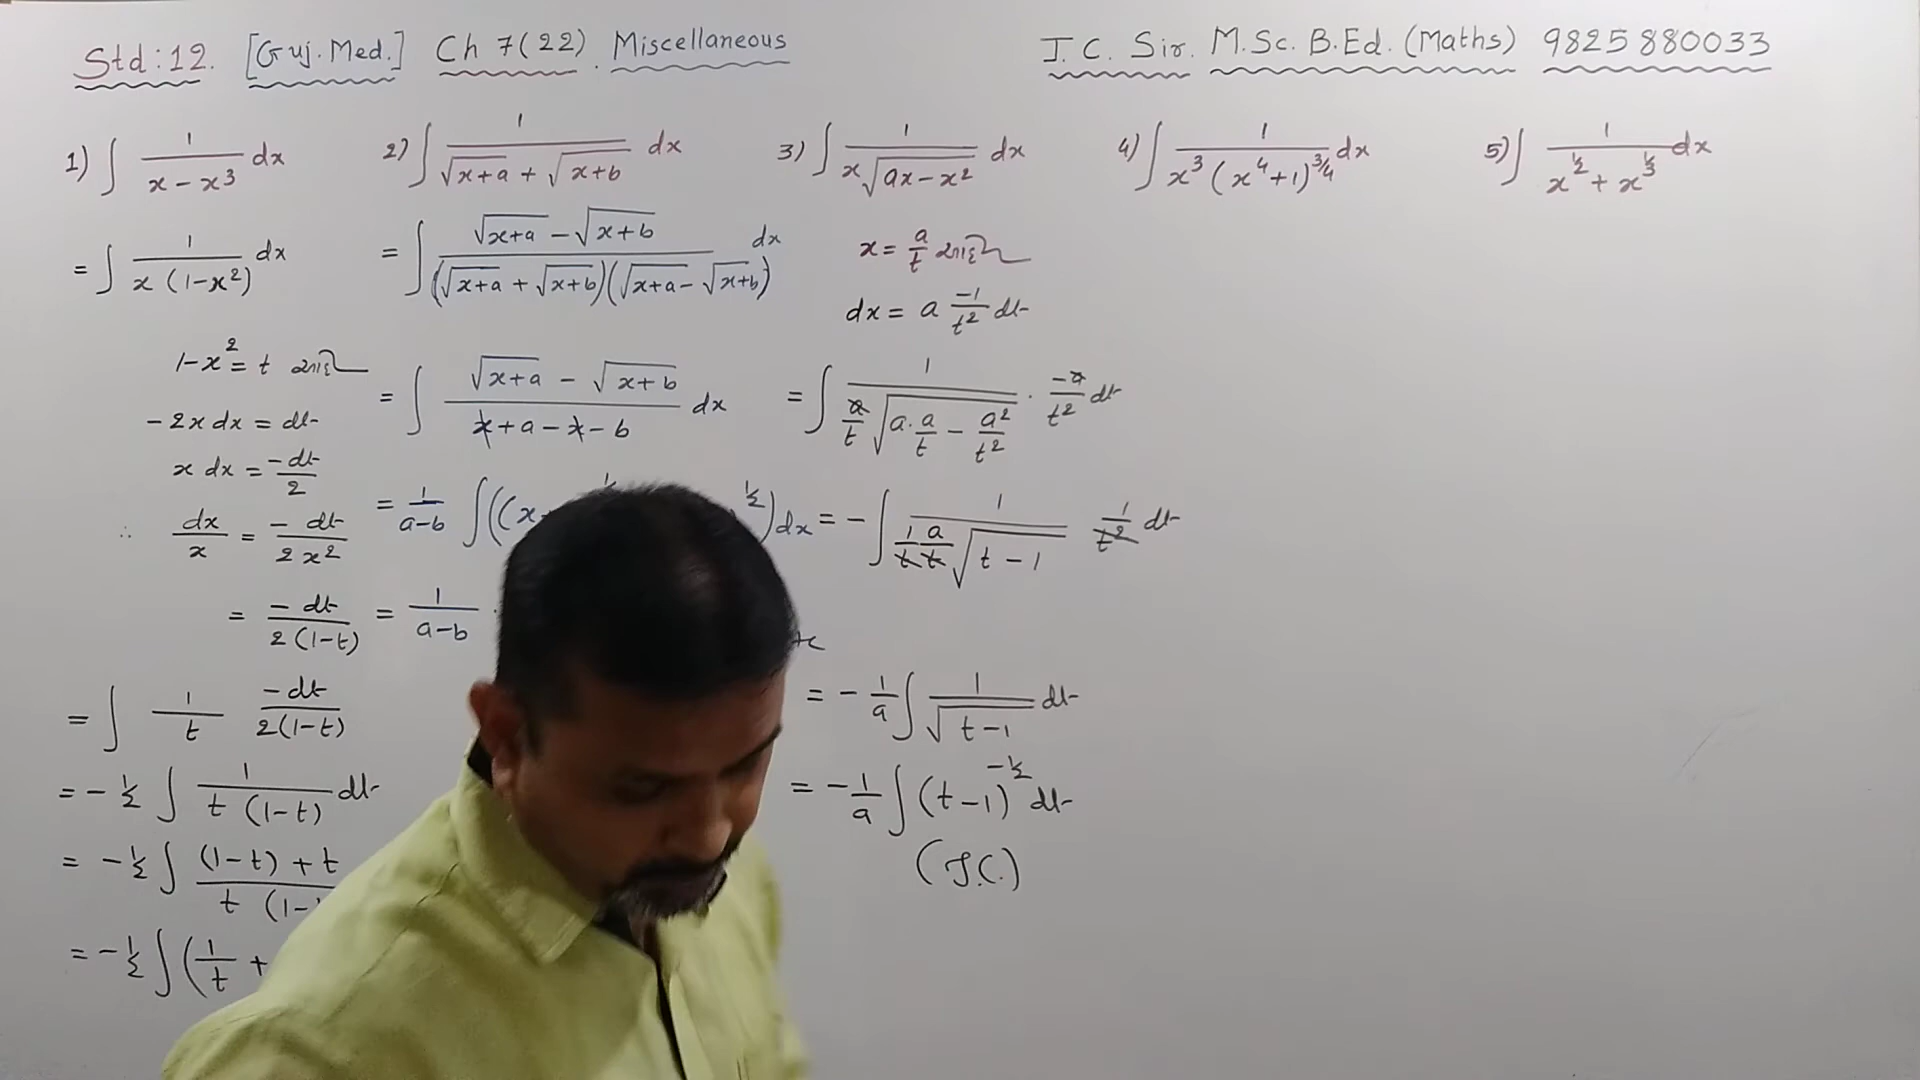 Std:12. [Guj. Med.] Ch 7(22). Miscellaneous J. C. Sir. M.Sc. B.Ed. (Maths) 9825880033
1) ∫ 1/(x - x³) dx
= ∫ 1/(x (1-x²)) dx
1-x² = t
-2x dx = dt
x dx = -dt/2
∴ dx/x = -dt/(2x²)
= -dt/(2(1-t))
= ∫ 1/t -dt/(2(1-t))
= -½ ∫ 1/(t (1-t)) dt
= -½ ∫ ((1-t) + t)/(t (1-
= -½ ∫ (1/t +
2) ∫ 1/(√(x+a) + √(x+b)) dx
= ∫ (√(x+a) - √(x+b))/((√(x+a) + √(x+b))(√(x+a) - √(x+b))) dx
= ∫ (√(x+a) - √(x+b))/(x+a-x-b) dx
= 1/(a-b) ∫((x ½) dx
= 1/(a-b) · +c
3) ∫ 1/(x√(ax-x²)) dx
x = a/t
dx = a -1/t² dt
= ∫ 1/(a/t √(a·a/t - a²/t²)) · -a/t² dt
= -∫ 1/(1/t a/t √(t-1)) 1/t² dt
= -1/a ∫ 1/√(t-1) dt
= -1/a ∫ (t-1)^-½ dt
(J.C.)
4) ∫ 1/(x³ (x⁴+1)^¾) dx
5) ∫ 1/(x^½ + x^⅓) dx